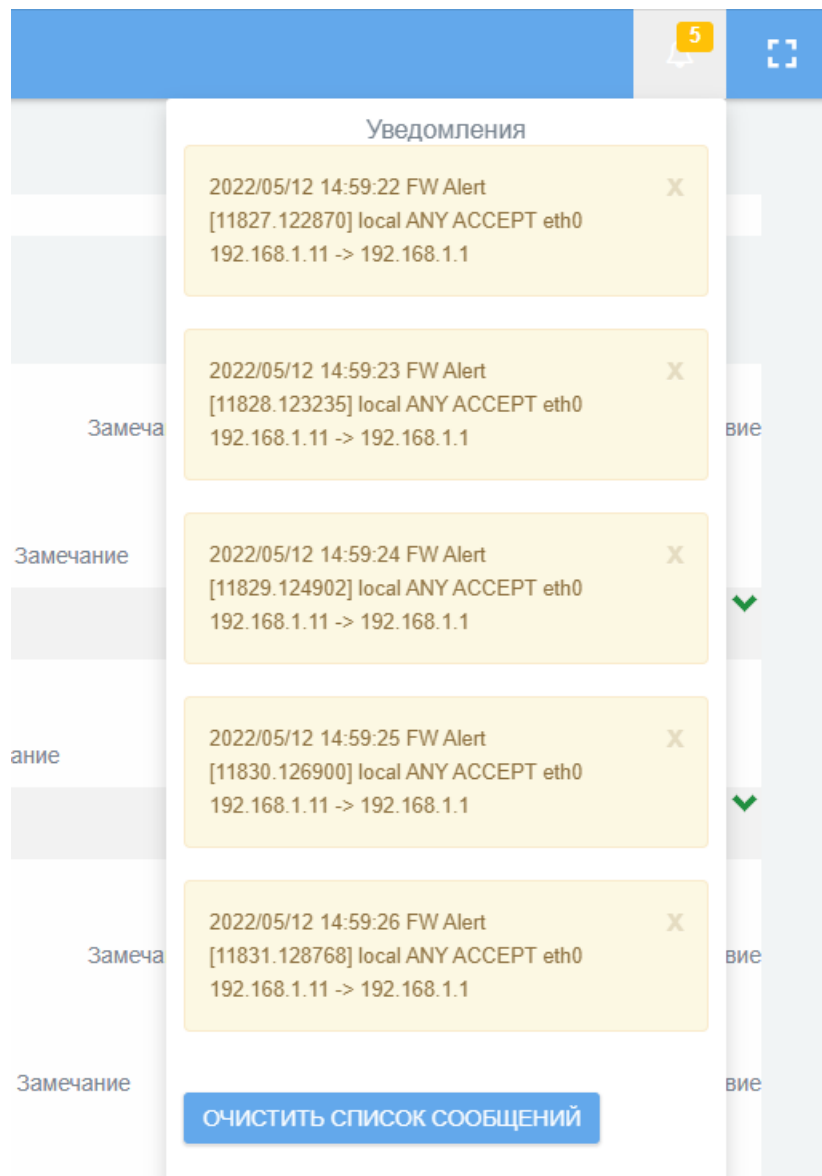 5
Уведомления
2022/05/12 14:59:22 FW Alert
x
[11827.122870] local ANY ACCEPT eth0
192.168.1.11 -> 192.168.1.1
2022/05/12 14:59:23 FW Alert
x
[11828.123235] local ANY ACCEPT eth0
192.168.1.11 -> 192.168.1.1
Замеча
вие
2022/05/12 14:59:24 FW Alert
x
[11829.124902] local ANY ACCEPT eth0
192.168.1.11 -> 192.168.1.1
Замечание
2022/05/12 14:59:25 FW Alert
x
[11830.126900] local ANY ACCEPT eth0
192.168.1.11 -> 192.168.1.1
ание
2022/05/12 14:59:26 FW Alert
x
[11831.128768] local ANY ACCEPT eth0
192.168.1.11 -> 192.168.1.1
Замеча
вие
Замечание
вие
ОЧИСТИТЬ СПИСОК СООБЩЕНИЙ